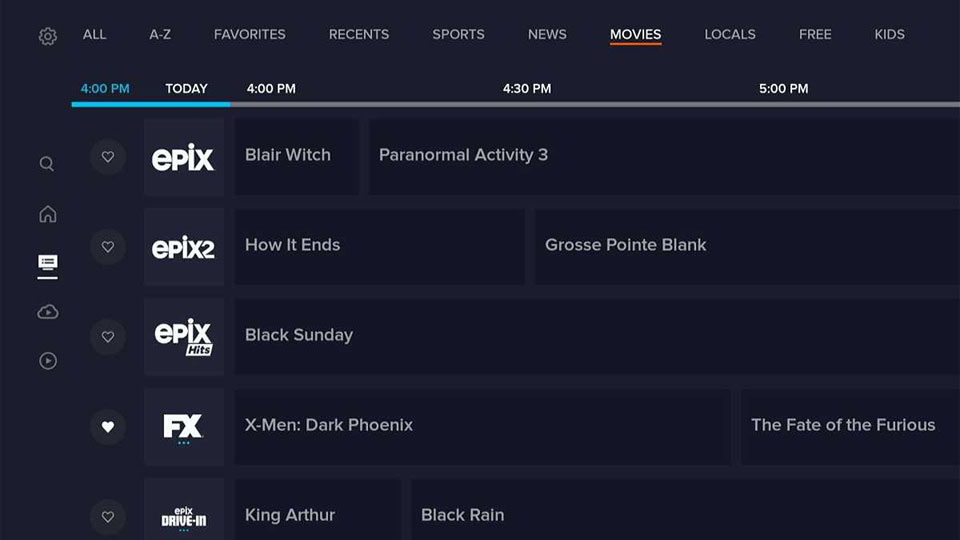 ALL A-Z FAVORITES RECENTS SPORTS NEWS MOVIES LOCALS FREE KIDS
4:00 PM TODAY 4:00 PM 4:30 PM 5:00 PM
epix Blair Witch Paranormal Activity 3
epix2 How It Ends Grosse Pointe Blank
epix Hits Black Sunday
FX X-Men: Dark Phoenix The Fate of the Furious
epix DRIVE-IN King Arthur Black Rain